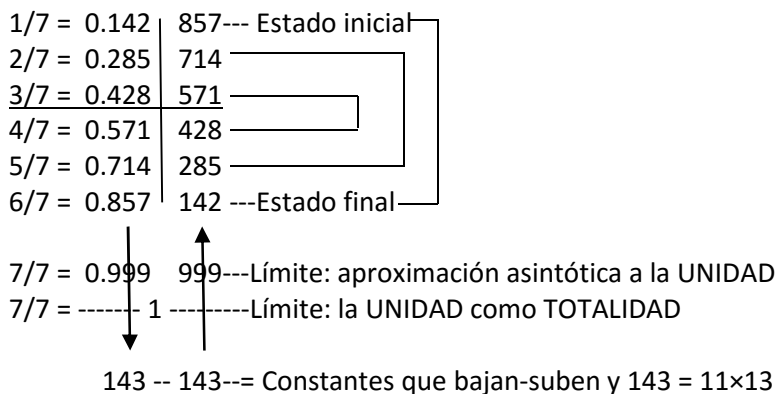 1/7 = 0.142 857--- Estado inicial
2/7 = 0.285 714
3/7 = 0.428 571
4/7 = 0.571 428
5/7 = 0.714 285
6/7 = 0.857 142 ---Estado final
7/7 = 0.999 999---Límite: aproximación asintótica a la UNIDAD
7/7 = ------- 1 ---------Límite: la UNIDAD como TOTALIDAD
143 -- 143--= Constantes que bajan-suben y 143 = 11×13